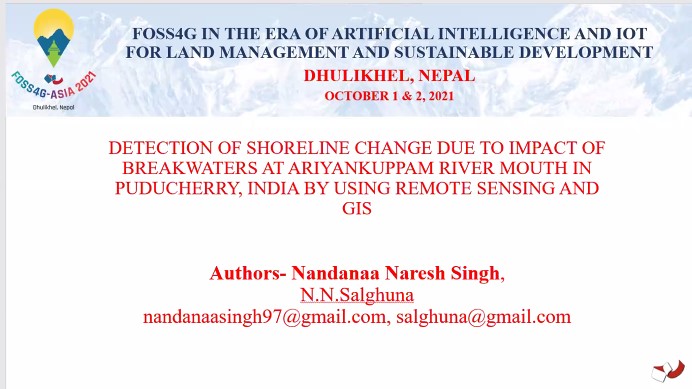 FOSS4G IN THE ERA OF ARTIFICIAL INTELLIGENCE AND IOT
FOR LAND MANAGEMENT AND SUSTAINABLE DEVELOPMENT
DHULIKHEL, NEPAL
OCTOBER 1 & 2, 2021
FOSS4G-ASIA 2021
Dhulikhel, Nepal
DETECTION OF SHORELINE CHANGE DUE TO IMPACT OF
BREAKWATERS AT ARIYANKUPPAM RIVER MOUTH IN
PUDUCHERRY, INDIA BY USING REMOTE SENSING AND
GIS
Authors- Nandanaa Naresh Singh,
N.N.Salghuna
nandanaasingh97@gmail.com, salghuna@gmail.com